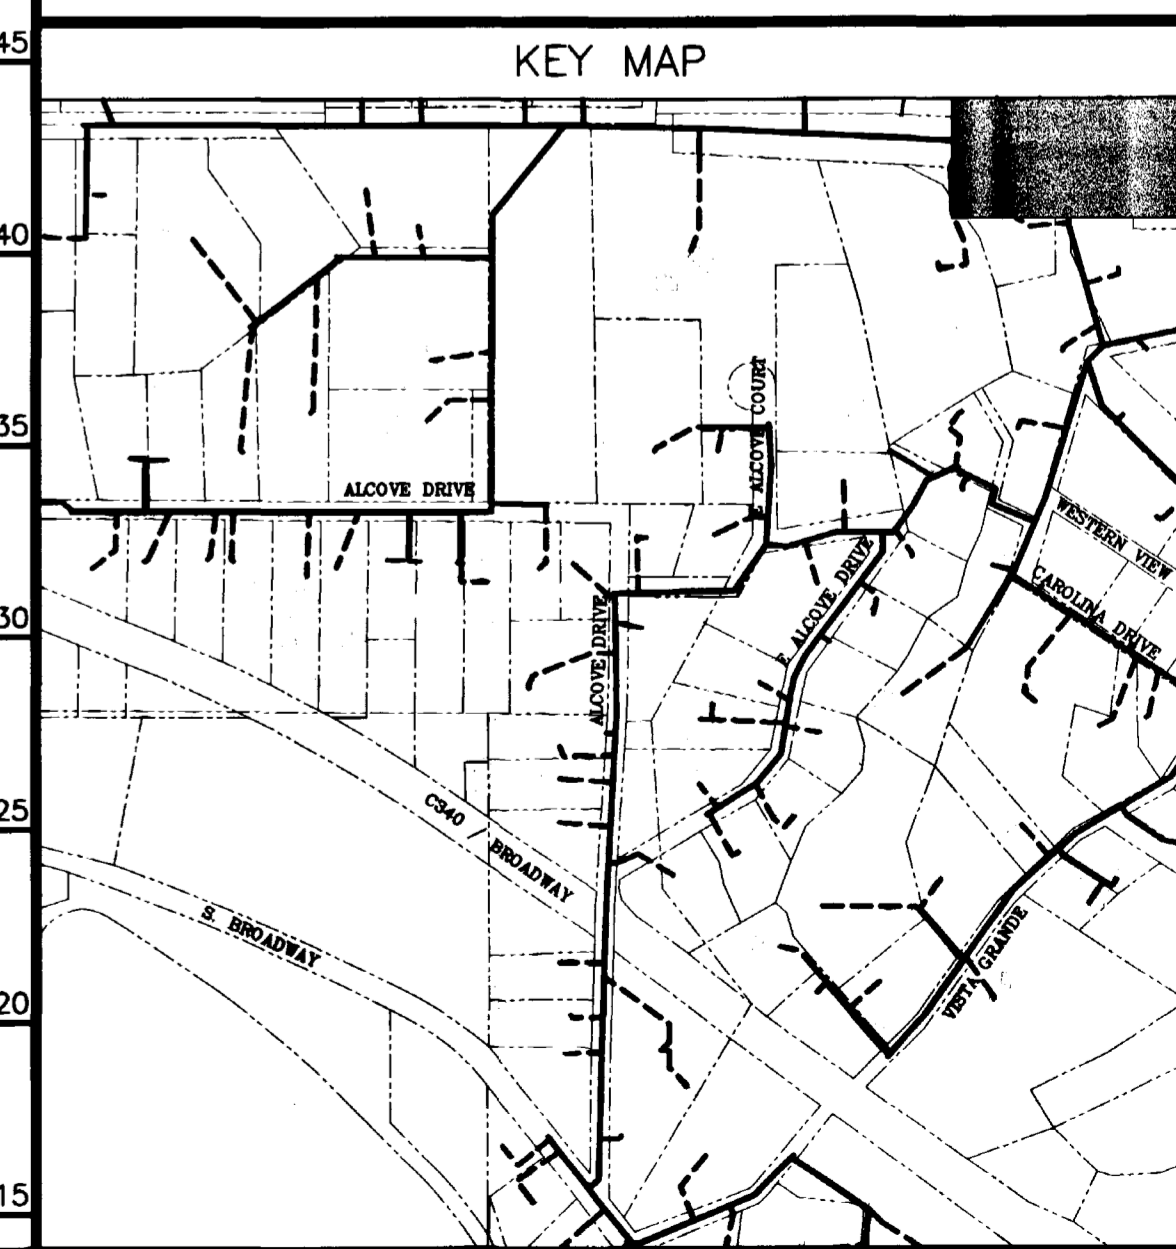 KEY MAP
45
40
35
30
25
20
15
ALCOVE DRIVE
E ALCOVE COURT
WESTERN VIEW
CAROLINA DRIVE
E ALCOVE DRIVE
ALCOVE DRIVE
C340 / BROADWAY
S. BROADWAY
VISTA GRANDE